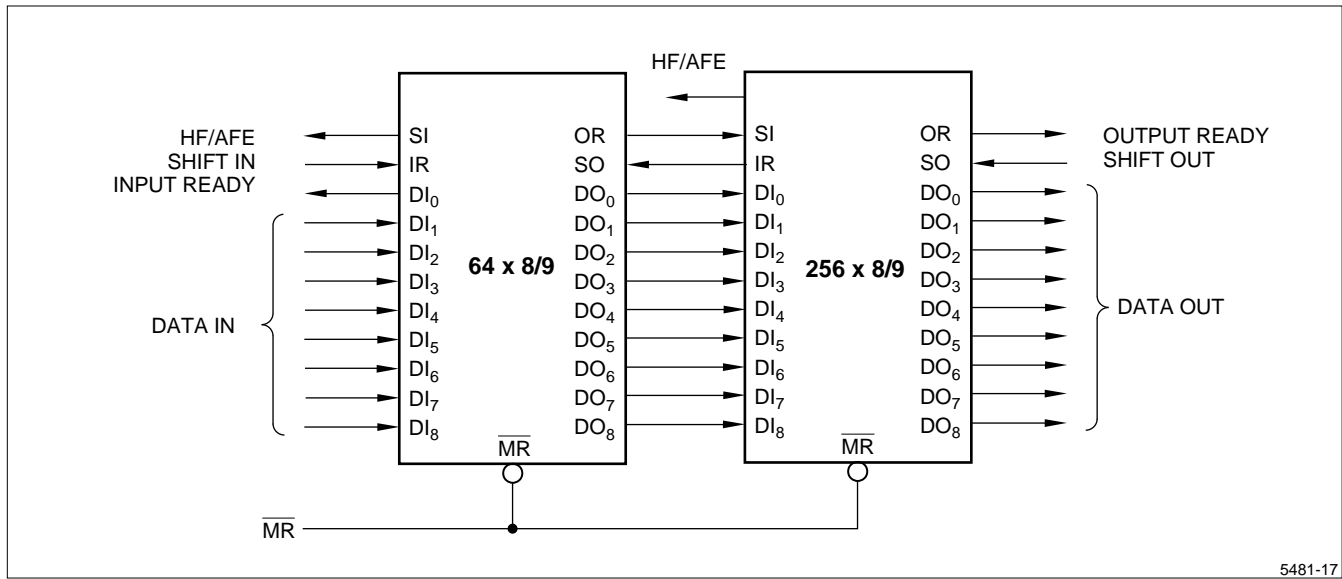 HF/AFE
HF/AFE
SHIFT IN
INPUT READY
DATA IN
SI
IR
DI0
DI1
DI2
DI3
DI4
DI5
DI6
DI7
DI8
64 x 8/9
OR
SO
DO0
DO1
DO2
DO3
DO4
DO5
DO6
DO7
DO8
MR
SI
IR
DI0
DI1
DI2
DI3
DI4
DI5
DI6
DI7
DI8
256 x 8/9
OR
SO
DO0
DO1
DO2
DO3
DO4
DO5
DO6
DO7
DO8
MR
OUTPUT READY
SHIFT OUT
DATA OUT
MR
5481-17